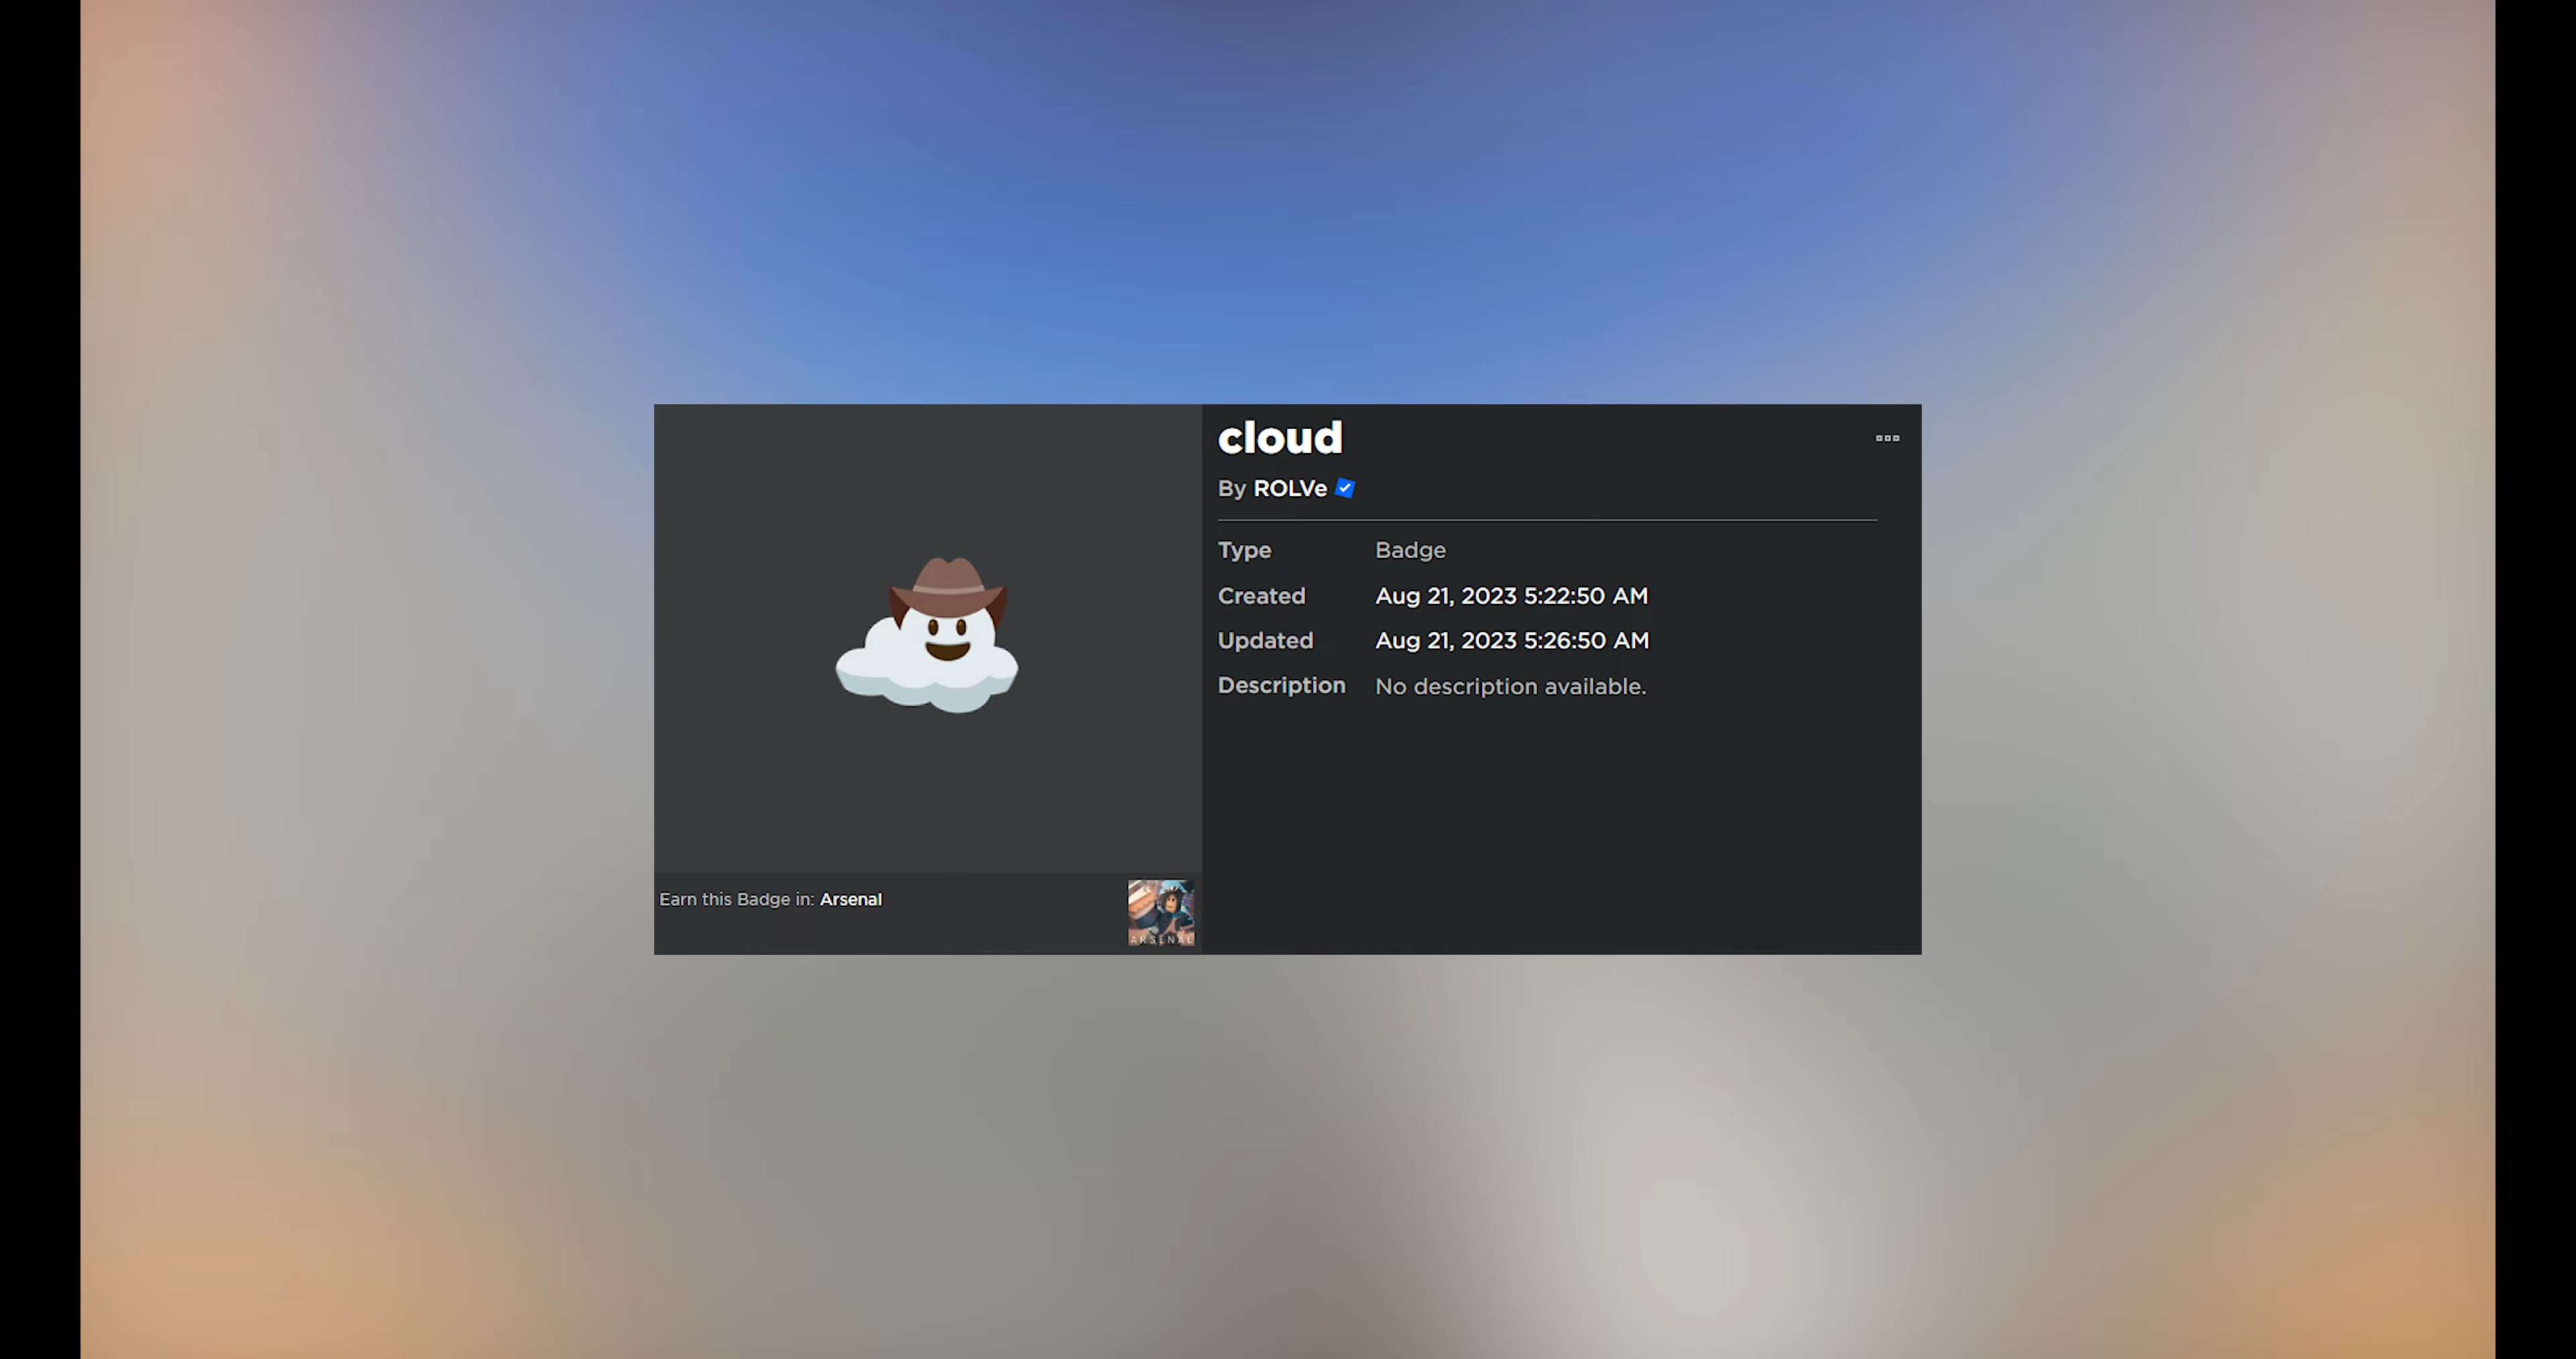 cloud
By ROLVe
Type Badge
Created Aug 21, 2023 5:22:50 AM
Updated Aug 21, 2023 5:26:50 AM
Description No description available.
Earn this Badge in: Arsenal
ARSENAL